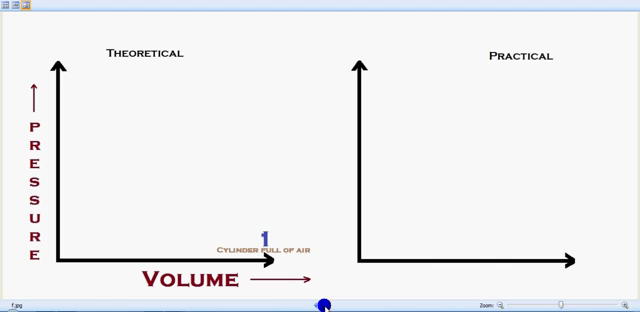 THEORETICAL
PRACTICAL
PRESSURE
1
CYLINDER FULL OF AIR
VOLUME
f.jpg
Zoom: